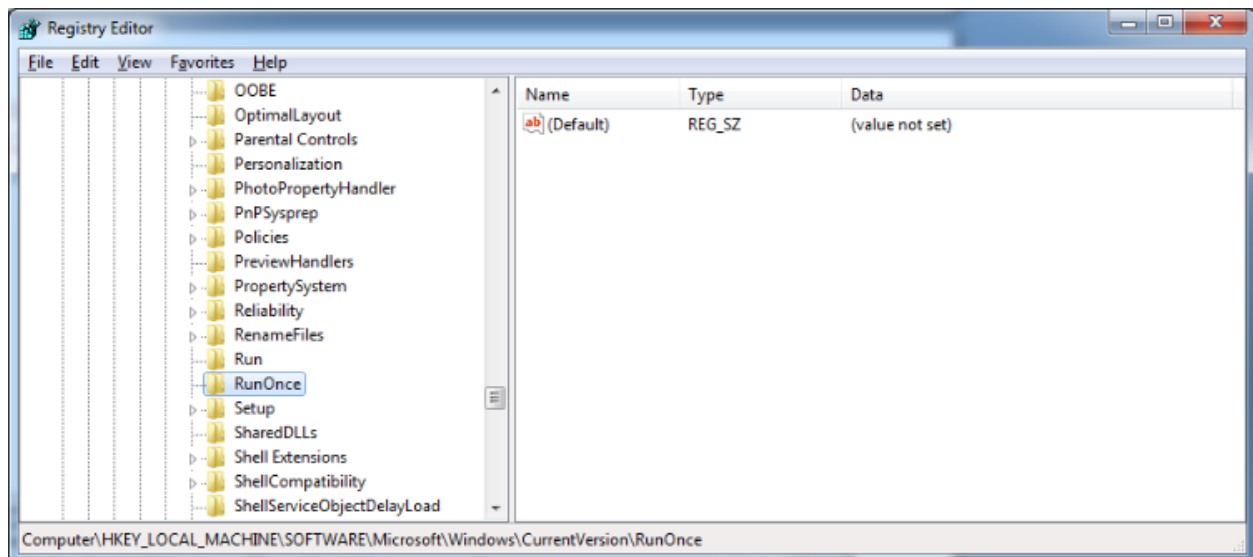 Registry Editor
File Edit View Favorites Help
OOBE
OptimalLayout
Parental Controls
Personalization
PhotoPropertyHandler
PnPSysprep
Policies
PreviewHandlers
PropertySystem
Reliability
RenameFiles
Run
RunOnce
Setup
SharedDLLs
Shell Extensions
ShellCompatibility
ShellServiceObjectDelayLoad
Name Type Data
ab (Default) REG_SZ (value not set)
Computer\HKEY_LOCAL_MACHINE\SOFTWARE\Microsoft\Windows\CurrentVersion\RunOnce